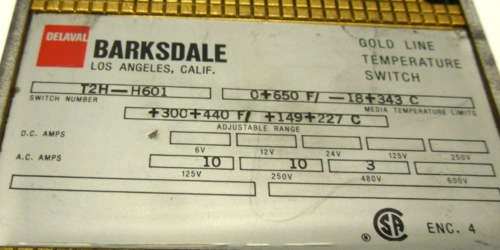 DELAVAL
BARKSDALE
LOS ANGELES, CALIF.
GOLD LINE
TEMPERATURE
SWITCH
T2H—H601
SWITCH NUMBER
0+650 F/ —18+343 C
MEDIA TEMPERATURE LIMITS
+300+440 F/ +149+227 C
ADJUSTABLE RANGE
D.C. AMPS
6V 12V 24V 125V 250V
A.C. AMPS 10 10 3
125V 250V 480V 600V
® SA ENC. 4